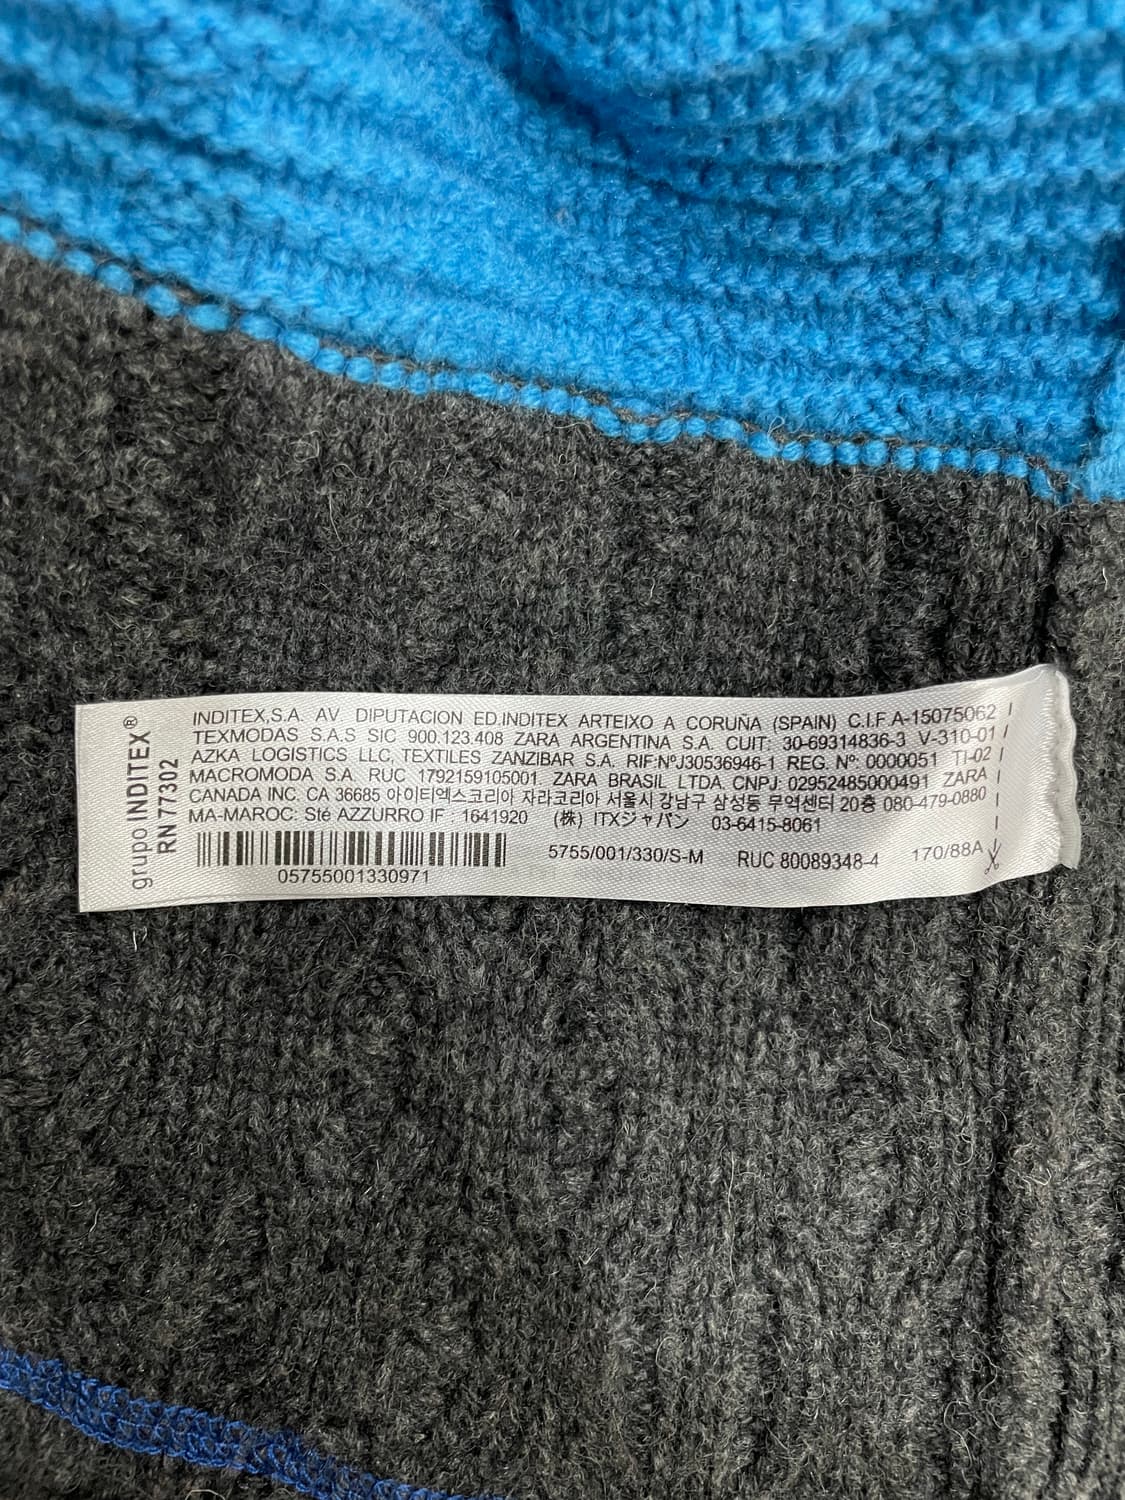 grupo INDITEX®
RN 77302
INDITEX,S.A. AV. DIPUTACION ED.INDITEX ARTEIXO A CORUÑA (SPAIN) C.I.F A-15075062
TEXMODAS S.A.S SIC 900.123.408 ZARA ARGENTINA S.A. CUIT: 30-69314836-3 V-310-01
AZKA LOGISTICS LLC, TEXTILES ZANZIBAR S.A. RIF:NºJ30536946-1 REG. Nº: 0000051 TI-02
MACROMODA S.A. RUC 1792159105001 ZARA BRASIL LTDA. CNPJ: 02952485000491 ZARA
CANADA INC. CA 36685 아이티엑스코리아 자라코리아 서울시 강남구 삼성동 무역센터 20층 080-479-0880
MA-MAROC: Sté AZZURRO IF : 1641920 (株) ITXジャパン 03-6415-8061
5755/001/330/S-M RUC 80089348-4 170/88A
05755001330971